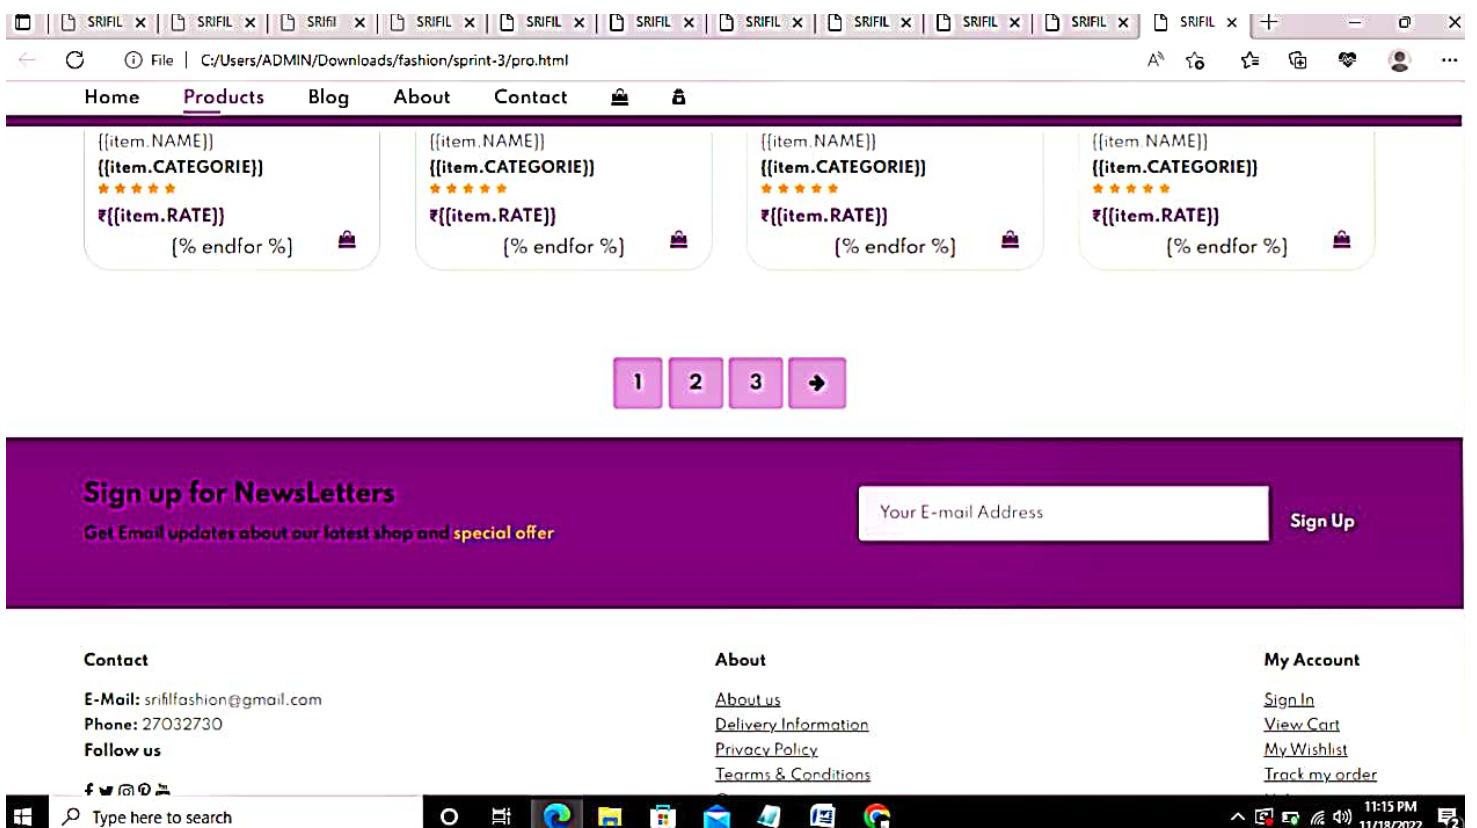 SRIFIL SRIFIL SRIfil SRIFIL SRIFIL SRIFIL SRIFIL SRIFIL SRIFIL SRIFIL SRIFIL
File C:/Users/ADMIN/Downloads/fashion/sprint-3/pro.html
Home Products Blog About Contact
{{item.NAME}} {{item.NAME}} {{item.NAME}} {{item.NAME}}
{{item.CATEGORIE}} {{item.CATEGORIE}} {{item.CATEGORIE}} {{item.CATEGORIE}}
₹{{item.RATE}} ₹{{item.RATE}} ₹{{item.RATE}} ₹{{item.RATE}}
{% endfor %} {% endfor %} {% endfor %} {% endfor %}
1 2 3
Sign up for NewsLetters
Get Email updates about our latest shop and special offer
Your E-mail Address
Sign Up
Contact
E-Mail: srifilfashion@gmail.com
Phone: 27032730
Follow us
About
About us
Delivery Information
Privacy Policy
Tearms & Conditions
My Account
Sign In
View Cart
My Wishlist
Track my order
Type here to search
11:15 PM
11/18/2022